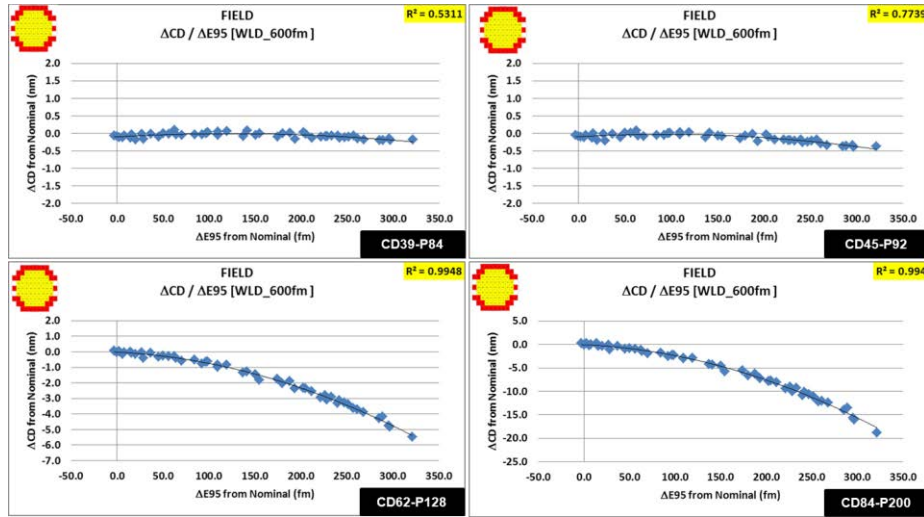 FIELD
ΔCD / ΔE95 [WLD_600fm ]
R² = 0.5311
ΔCD from Nominal (nm)
2.0
1.5
1.0
0.5
0.0
-0.5
-1.0
-1.5
-2.0
-50.0 0.0 50.0 100.0 150.0 200.0 250.0 300.0 350.0
ΔE95 from Nominal (fm)
CD39-P84
FIELD
ΔCD / ΔE95 [WLD_600fm ]
R² = 0.7739
ΔCD from Nominal (nm)
2.0
1.5
1.0
0.5
0.0
-0.5
-1.0
-1.5
-2.0
-50.0 0.0 50.0 100.0 150.0 200.0 250.0 300.0 350.0
ΔE95 from Nominal (fm)
CD45-P92
FIELD
ΔCD / ΔE95 [WLD_600fm ]
R² = 0.9948
ΔCD from Nominal (nm)
2.0
1.0
0.0
-1.0
-2.0
-3.0
-4.0
-5.0
-6.0
-7.0
-50.0 0.0 50.0 100.0 150.0 200.0 250.0 300.0 350.0
ΔE95 from Nominal (fm)
CD62-P128
FIELD
ΔCD / ΔE95 [WLD_600fm ]
R² = 0.994
ΔCD from Nominal (nm)
5.0
0.0
-5.0
-10.0
-15.0
-20.0
-25.0
-50.0 0.0 50.0 100.0 150.0 200.0 250.0 300.0 350.0
ΔE95 from Nominal (fm)
CD84-P200